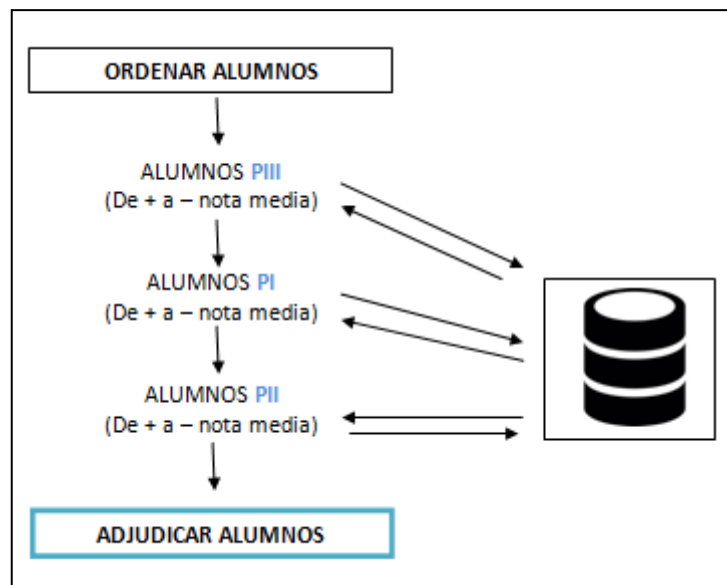 ORDENAR ALUMNOS
ALUMNOS PIII
(De + a – nota media)
ALUMNOS PI
(De + a – nota media)
ALUMNOS PII
(De + a – nota media)
ADJUDICAR ALUMNOS